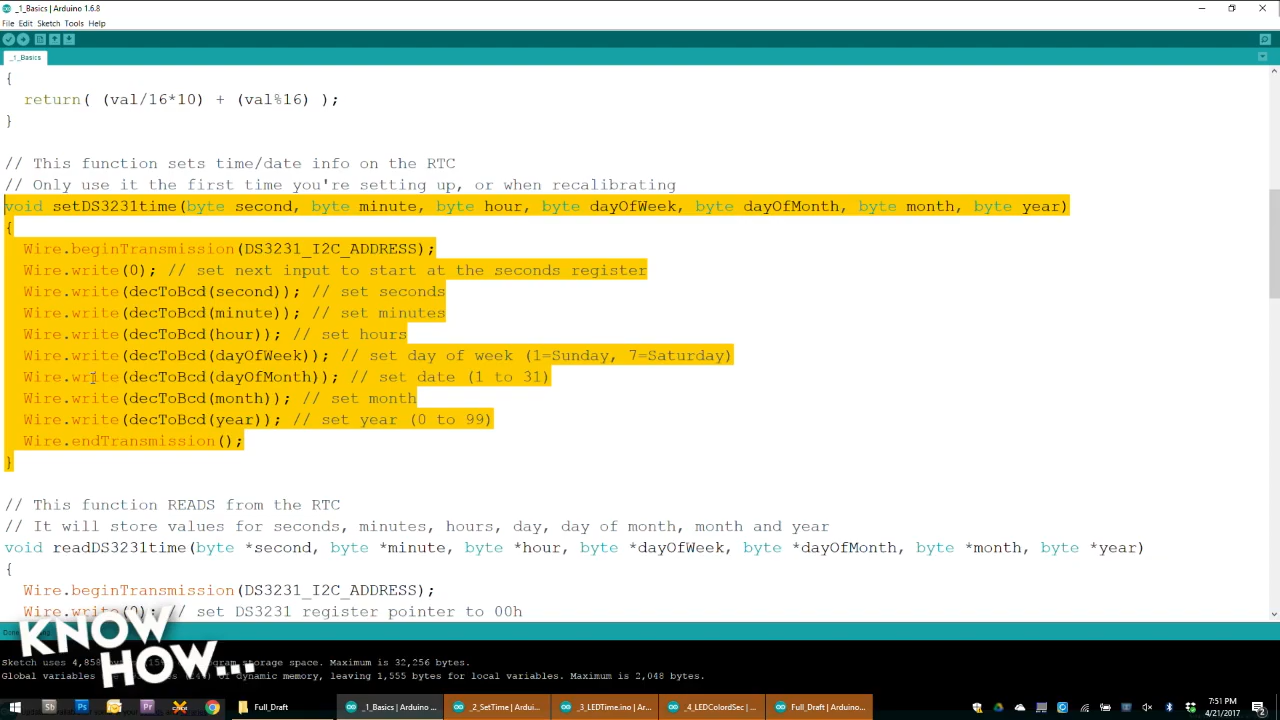 _1_Basics | Arduino 1.6.8
File Edit Sketch Tools Help
_1_Basics
{
return( (val/16*10) + (val%16) );
}
// This function sets time/date info on the RTC
// Only use it the first time you're setting up, or when recalibrating
void setDS3231time(byte second, byte minute, byte hour, byte dayOfWeek, byte dayOfMonth, byte month, byte year)
{
Wire.beginTransmission(DS3231_I2C_ADDRESS);
Wire.write(0); // set next input to start at the seconds register
Wire.write(decToBcd(second)); // set seconds
Wire.write(decToBcd(minute)); // set minutes
Wire.write(decToBcd(hour)); // set hours
Wire.write(decToBcd(dayOfWeek)); // set day of week (1=Sunday, 7=Saturday)
Wire.write(decToBcd(dayOfMonth)); // set date (1 to 31)
Wire.write(decToBcd(month)); // set month
Wire.write(decToBcd(year)); // set year (0 to 99)
Wire.endTransmission();
}
// This function READS from the RTC
// It will store values for seconds, minutes, hours, day, day of month, month and year
void readDS3231time(byte *second, byte *minute, byte *hour, byte *dayOfWeek, byte *dayOfMonth, byte *month, byte *year)
{
Wire.beginTransmission(DS3231_I2C_ADDRESS);
Wire.write(0); // set DS3231 register pointer to 00h
KNOW
HOW...
Sketch uses 4,858 storage space. Maximum is 32,256 bytes.
Global variables of dynamic memory, leaving 1,555 bytes for local variables. Maximum is 2,048 bytes.
Full_Draft
_1_Basics | Arduino ...
_2_SetTime | Ardui...
_3_LEDTime.ino | Ar...
_4_LEDColordSec | ...
Full_Draft | Arduino...
7:51 PM
4/21/2017